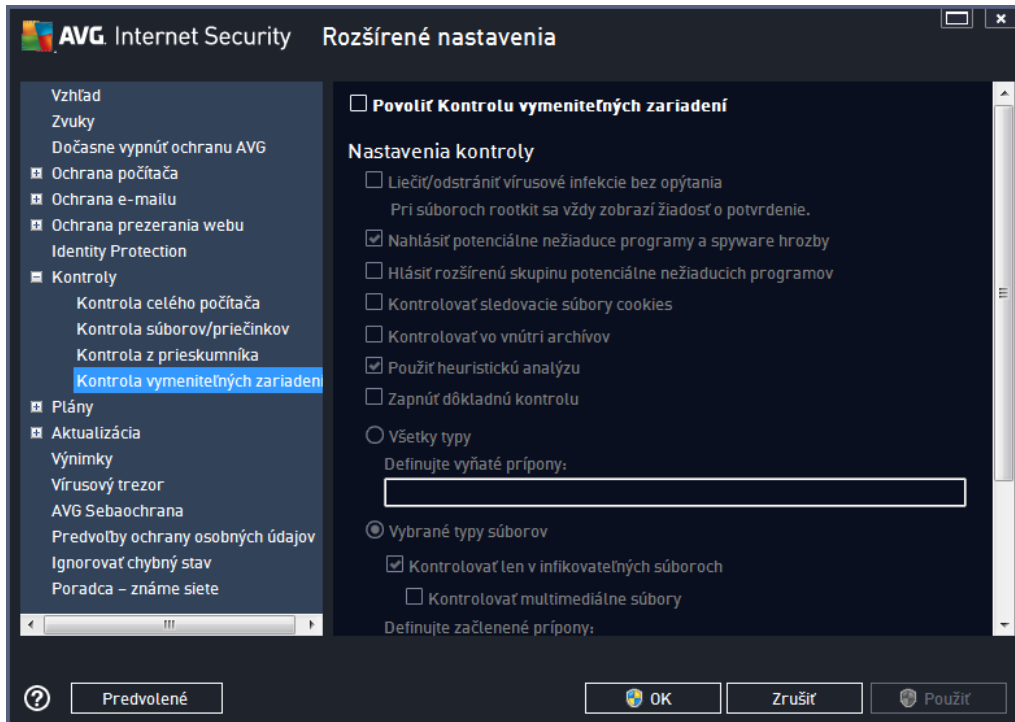 AVG. Internet Security Rozšírené nastavenia
Vzhľad
Zvuky
Dočasne vypnúť ochranu AVG
Ochrana počítača
Ochrana e-mailu
Ochrana prezerania webu
Identity Protection
Kontroly
Kontrola celého počítača
Kontrola súborov/priečinkov
Kontrola z prieskumníka
Kontrola vymeniteľných zariadení
Plány
Aktualizácia
Výnimky
Vírusový trezor
AVG Sebaochrana
Predvoľby ochrany osobných údajov
Ignorovať chybný stav
Poradca – známe siete
Povoliť Kontrolu vymeniteľných zariadení
Nastavenia kontroly
Liečiť/odstrániť vírusové infekcie bez opýtania
Pri súboroch rootkit sa vždy zobrazí žiadosť o potvrdenie.
Nahlásiť potenciálne nežiaduce programy a spyware hrozby
Hlásiť rozšírenú skupinu potenciálne nežiaducich programov
Kontrolovať sledovacie súbory cookies
Kontrolovať vo vnútri archívov
Použiť heuristickú analýzu
Zapnúť dôkladnú kontrolu
Všetky typy
Definujte vyňaté prípony:
Vybrané typy súborov
Kontrolovať len v infikovateľných súboroch
Kontrolovať multimediálne súbory
Definujte začlenené prípony:
Predvolené
OK
Zrušiť
Použiť